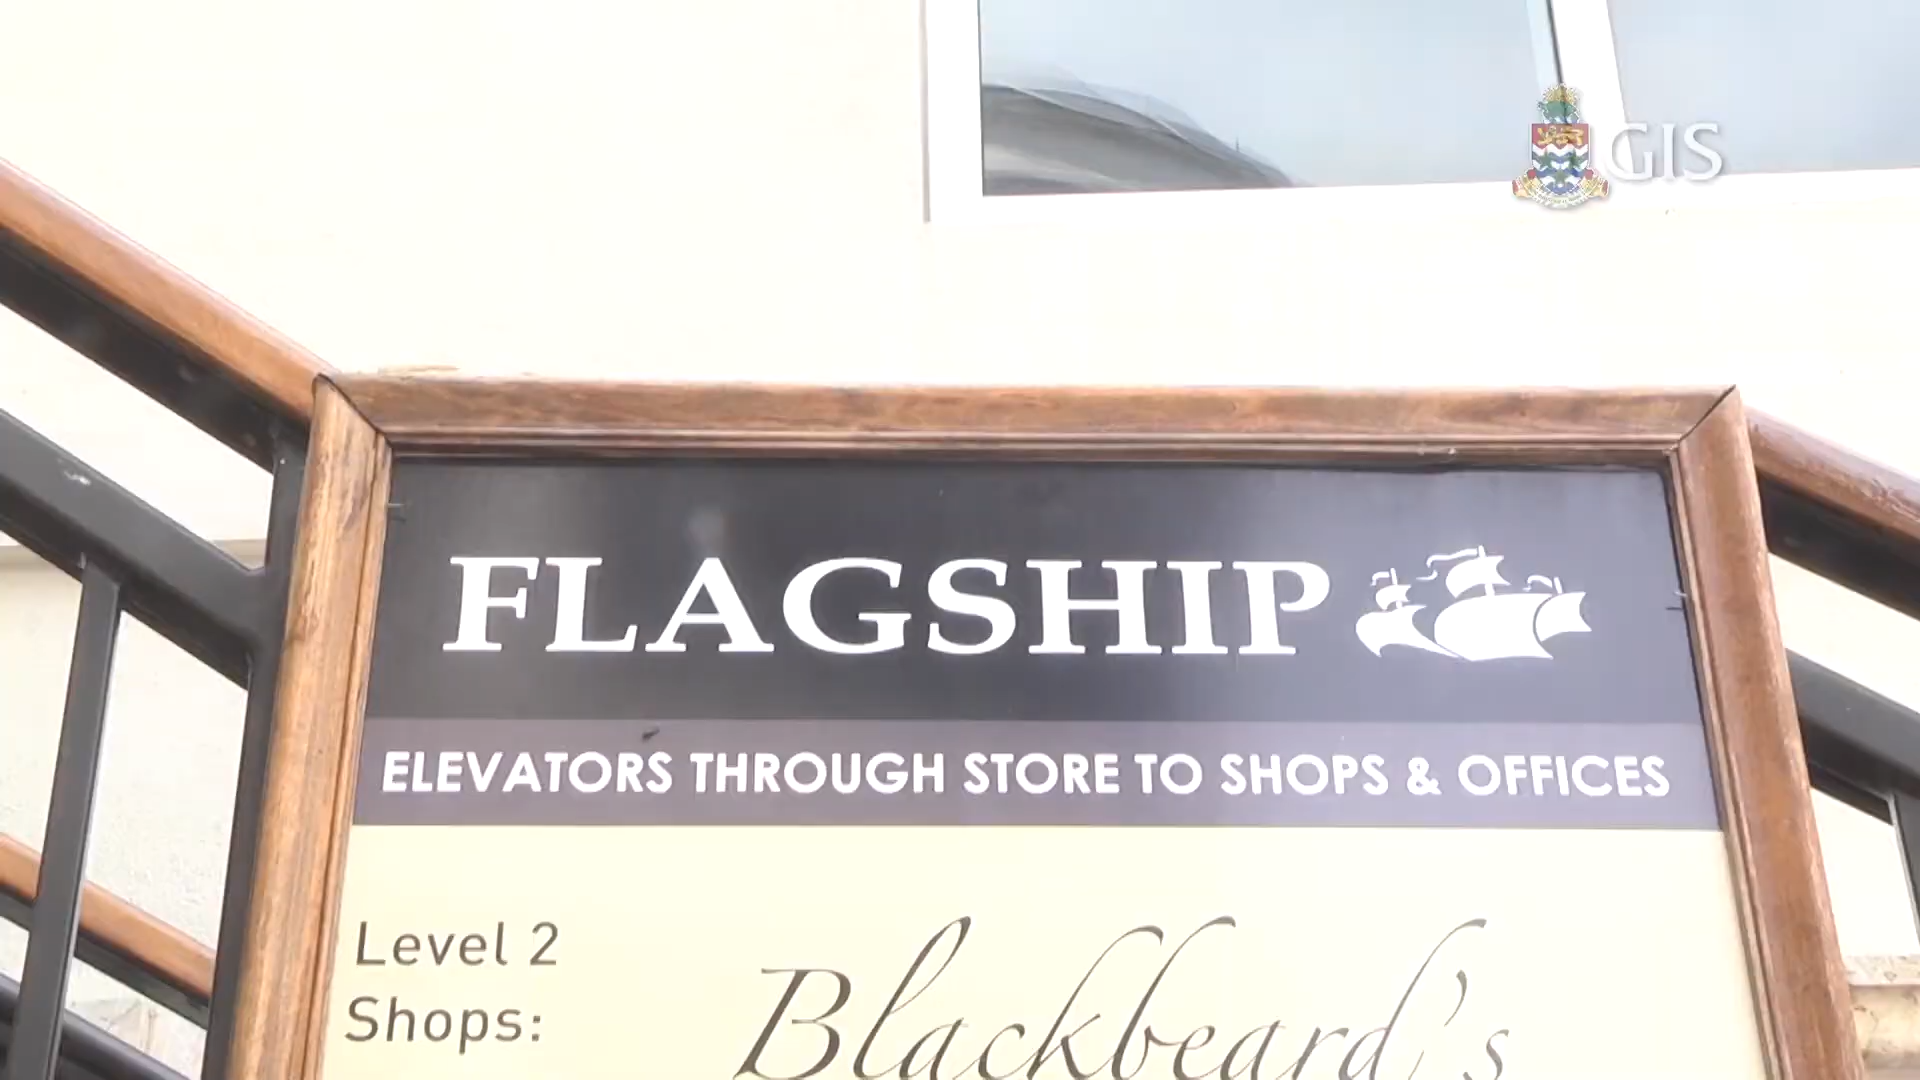 GIS
FLAGSHIP
ELEVATORS THROUGH STORE TO SHOPS & OFFICES
Level 2
Shops:
Blackbeard's